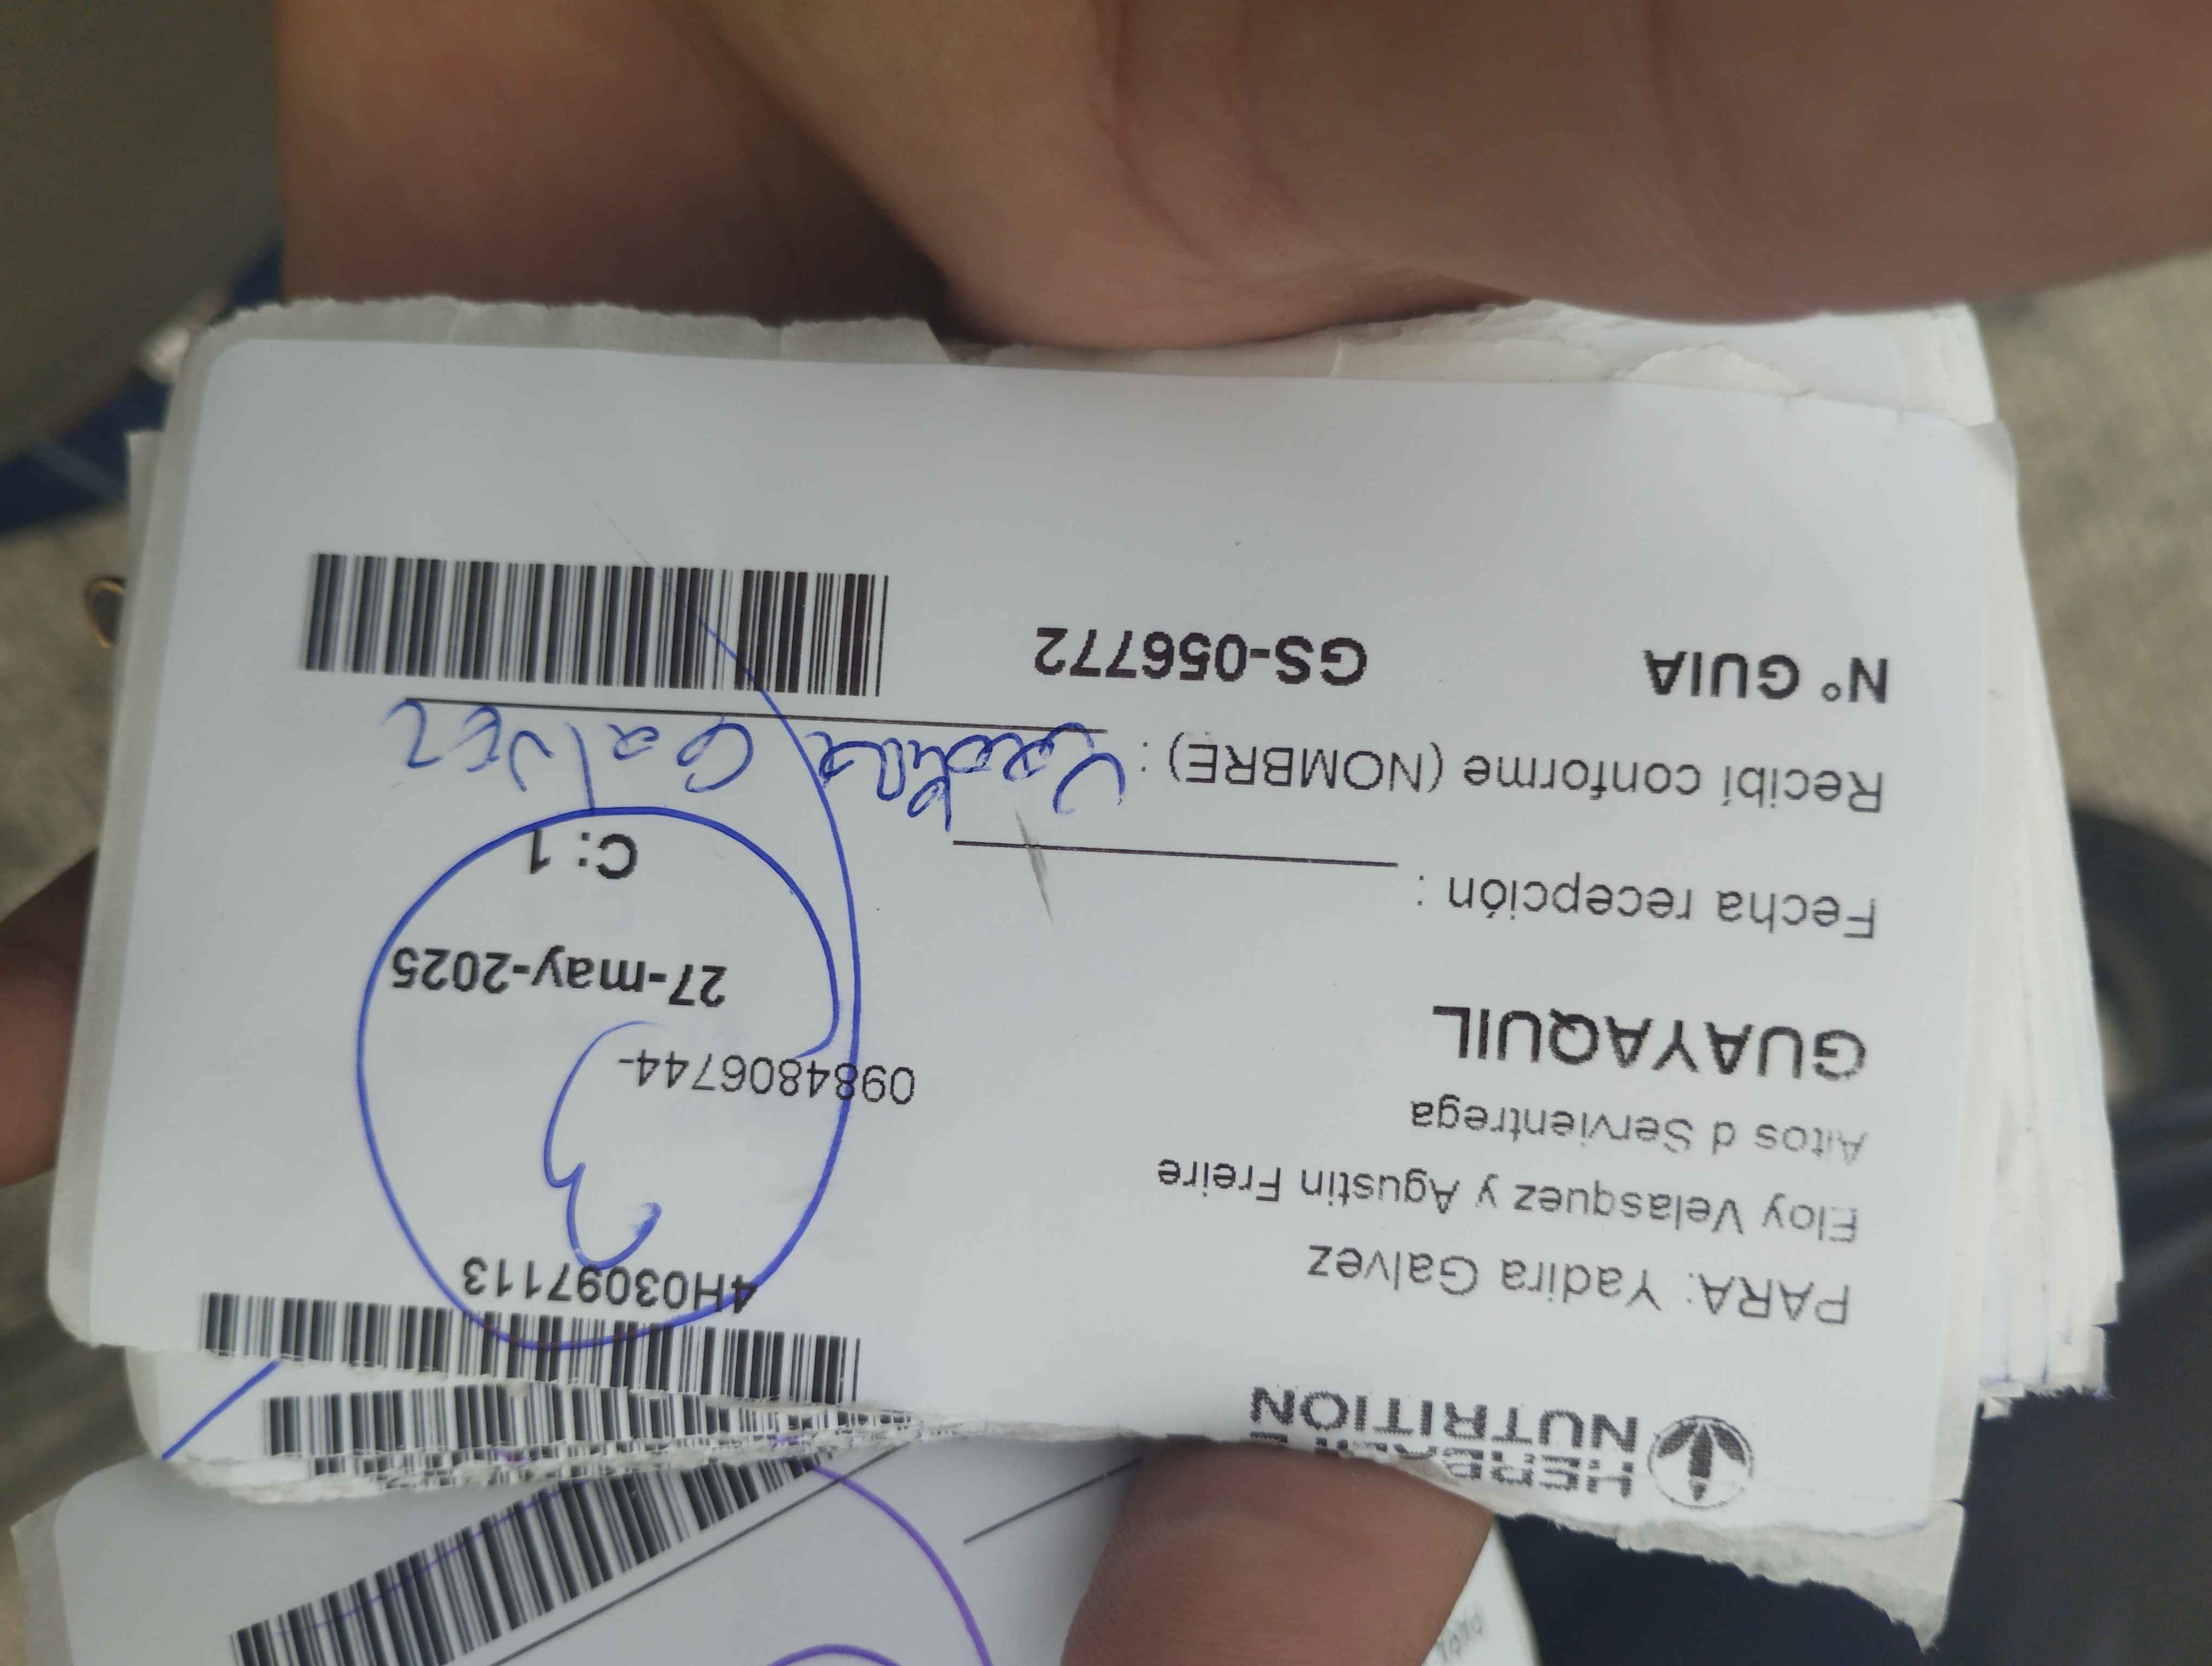 HERBALIFE
NUTRITION
4H03097113
PARA: Yadira Galvez
Eloy Velasquez y Agustin Freire
Altos d Servientrega
0984806744-
GUAYAQUIL
27-may-2025
Fecha recepción :
C: 1
Recibí conforme (NOMBRE) : Yadira Galvez
N° GUIA GS-056772